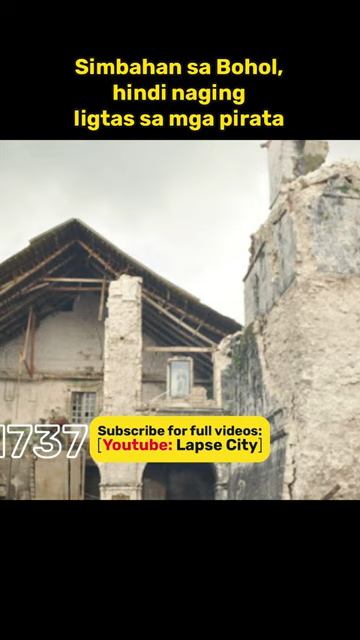 Simbahan sa Bohol,
hindi naging
ligtas sa mga pirata
1737
Subscribe for full videos:
[Youtube: Lapse City]